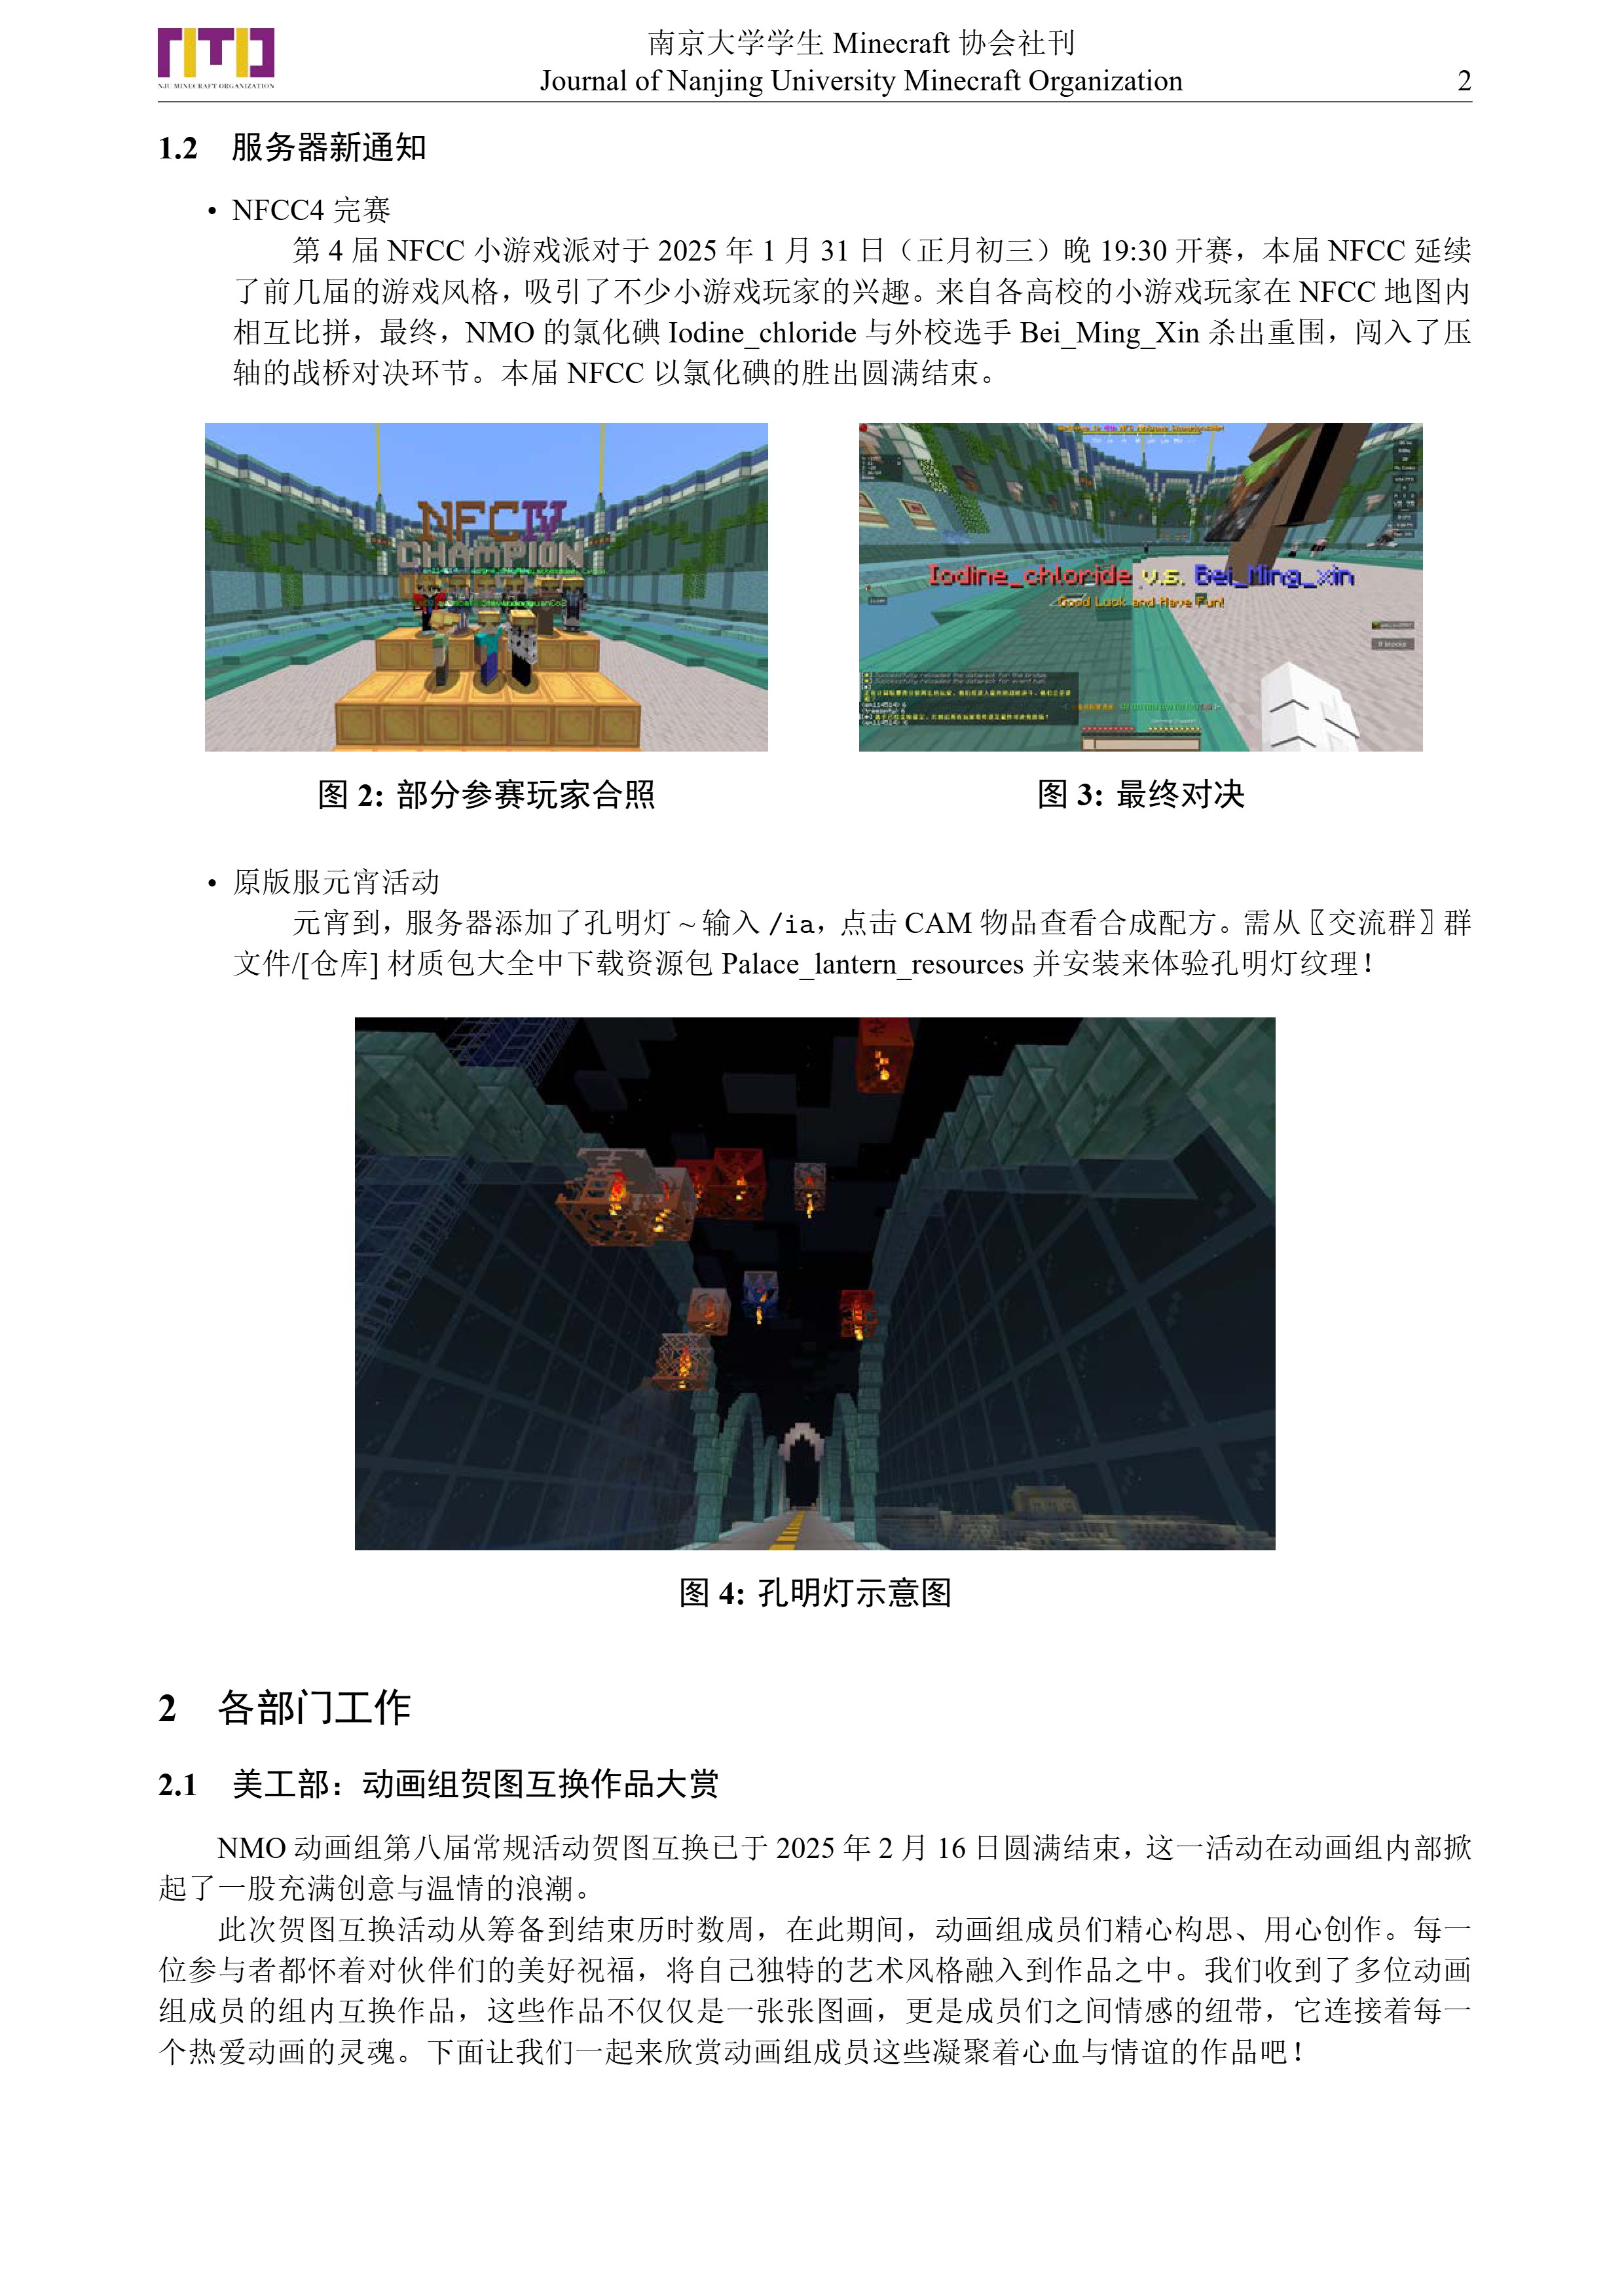 NJU MINECRAFT ORGANIZATION
南京大学学生 Minecraft 协会社刊
Journal of Nanjing University Minecraft Organization
2
1.2 服务器新通知
• NFCC4 完赛
第 4 届 NFCC 小游戏派对于 2025 年 1 月 31 日（正月初三）晚 19:30 开赛，本届 NFCC 延续
了前几届的游戏风格，吸引了不少小游戏玩家的兴趣。来自各高校的小游戏玩家在 NFCC 地图内
相互比拼，最终，NMO 的氯化碘 Iodine_chloride 与外校选手 Bei_Ming_Xin 杀出重围，闯入了压
轴的战桥对决环节。本届 NFCC 以氯化碘的胜出圆满结束。
NFCIV
CHAMPION
Iodine_chloride v.s. Bei_Ming_xin
Good Luck and Have Fun!
图 2: 部分参赛玩家合照
图 3: 最终对决
• 原版服元宵活动
元宵到，服务器添加了孔明灯 ~ 输入 /ia，点击 CAM 物品查看合成配方。需从〖交流群〗群
文件/[仓库] 材质包大全中下载资源包 Palace_lantern_resources 并安装来体验孔明灯纹理！
图 4: 孔明灯示意图
2 各部门工作
2.1 美工部：动画组贺图互换作品大赏
NMO 动画组第八届常规活动贺图互换已于 2025 年 2 月 16 日圆满结束，这一活动在动画组内部掀
起了一股充满创意与温情的浪潮。
此次贺图互换活动从筹备到结束历时数周，在此期间，动画组成员们精心构思、用心创作。每一
位参与者都怀着对伙伴们的美好祝福，将自己独特的艺术风格融入到作品之中。我们收到了多位动画
组成员的组内互换作品，这些作品不仅仅是一张张图画，更是成员们之间情感的纽带，它连接着每一
个热爱动画的灵魂。下面让我们一起来欣赏动画组成员这些凝聚着心血与情谊的作品吧！